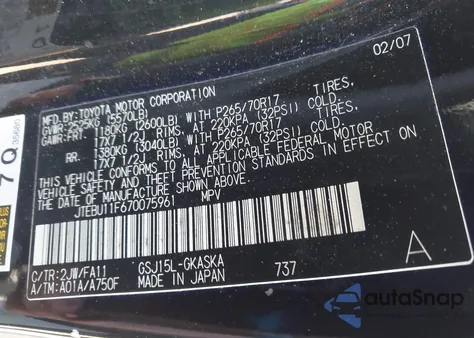 02/07
MFD.BY:TOYOTA MOTOR CORPORATION
GVWR:2525KG (5570LB)
GAWR:FRT. 1180KG (2600LB) WITH P265/70R17 TIRES,
17X7 1/2J RIMS, AT 220KPA (32PSI) COLD.
RR. 1380KG (3040LB) WITH P265/70R17 TIRES,
17X7 1/2J RIMS, AT 220KPA (32PSI) COLD.
THIS VEHICLE CONFORMS TO ALL APPLICABLE FEDERAL MOTOR
VEHICLE SAFETY AND THEFT PREVENTION STANDARDS IN EFFECT ON
THE DATE OF MANUFACTURE SHOWN ABOVE.
JTEBU11F670075961 MPV
C/TR:2JW/FA11 GSJ15L-GKASKA
A/TM:A01A/A750F MADE IN JAPAN 737
A
7Q
autoSnap